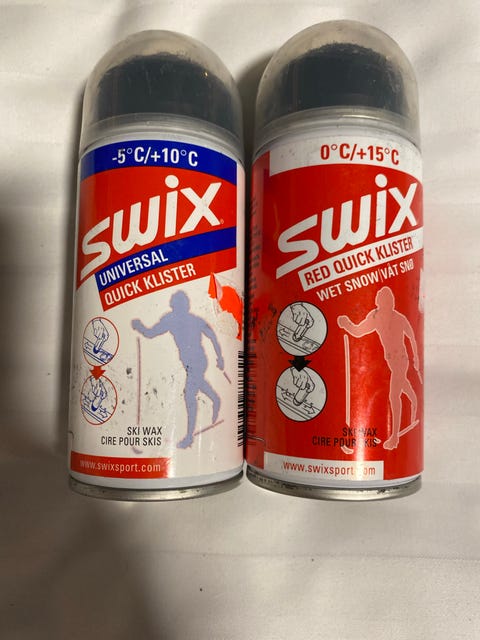 -5°C/+10°C
swix
UNIVERSAL
QUICK KLISTER
SKI WAX
CIRE POUR SKIS
www.swixsport.com
0°C/+15°C
swix
RED QUICK KLISTER
WET SNOW/VÅT SNØ
SKI WAX
CIRE POUR SKIS
www.swixsport.com